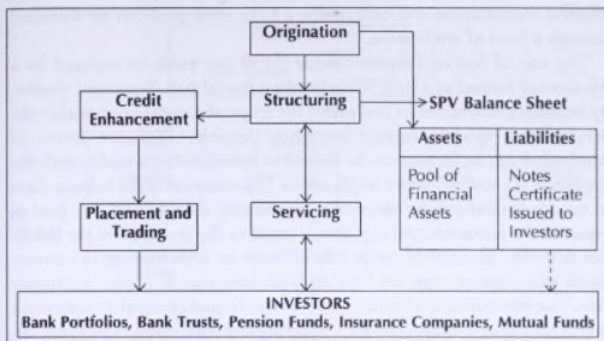 Origination
Credit
Enhancement
Structuring
SPV Balance Sheet
Assets
Liabilities
Pool of
Financial
Assets
Notes
Certificate
Issued to
Investors
Placement and
Trading
Servicing
INVESTORS
Bank Portfolios, Bank Trusts, Pension Funds, Insurance Companies, Mutual Funds